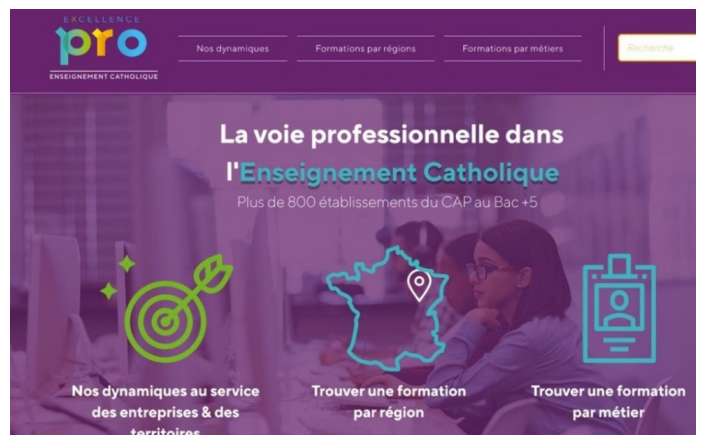 EXCELLENCE
pro
ENSEIGNEMENT CATHOLIQUE
Nos dynamiques
Formations par régions
Formations par métiers
Recherche
La voie professionnelle dans
l'Enseignement Catholique
Plus de 800 établissements du CAP au Bac +5
Nos dynamiques au service
des entreprises & des
territoires
Trouver une formation
par région
Trouver une formation
par métier